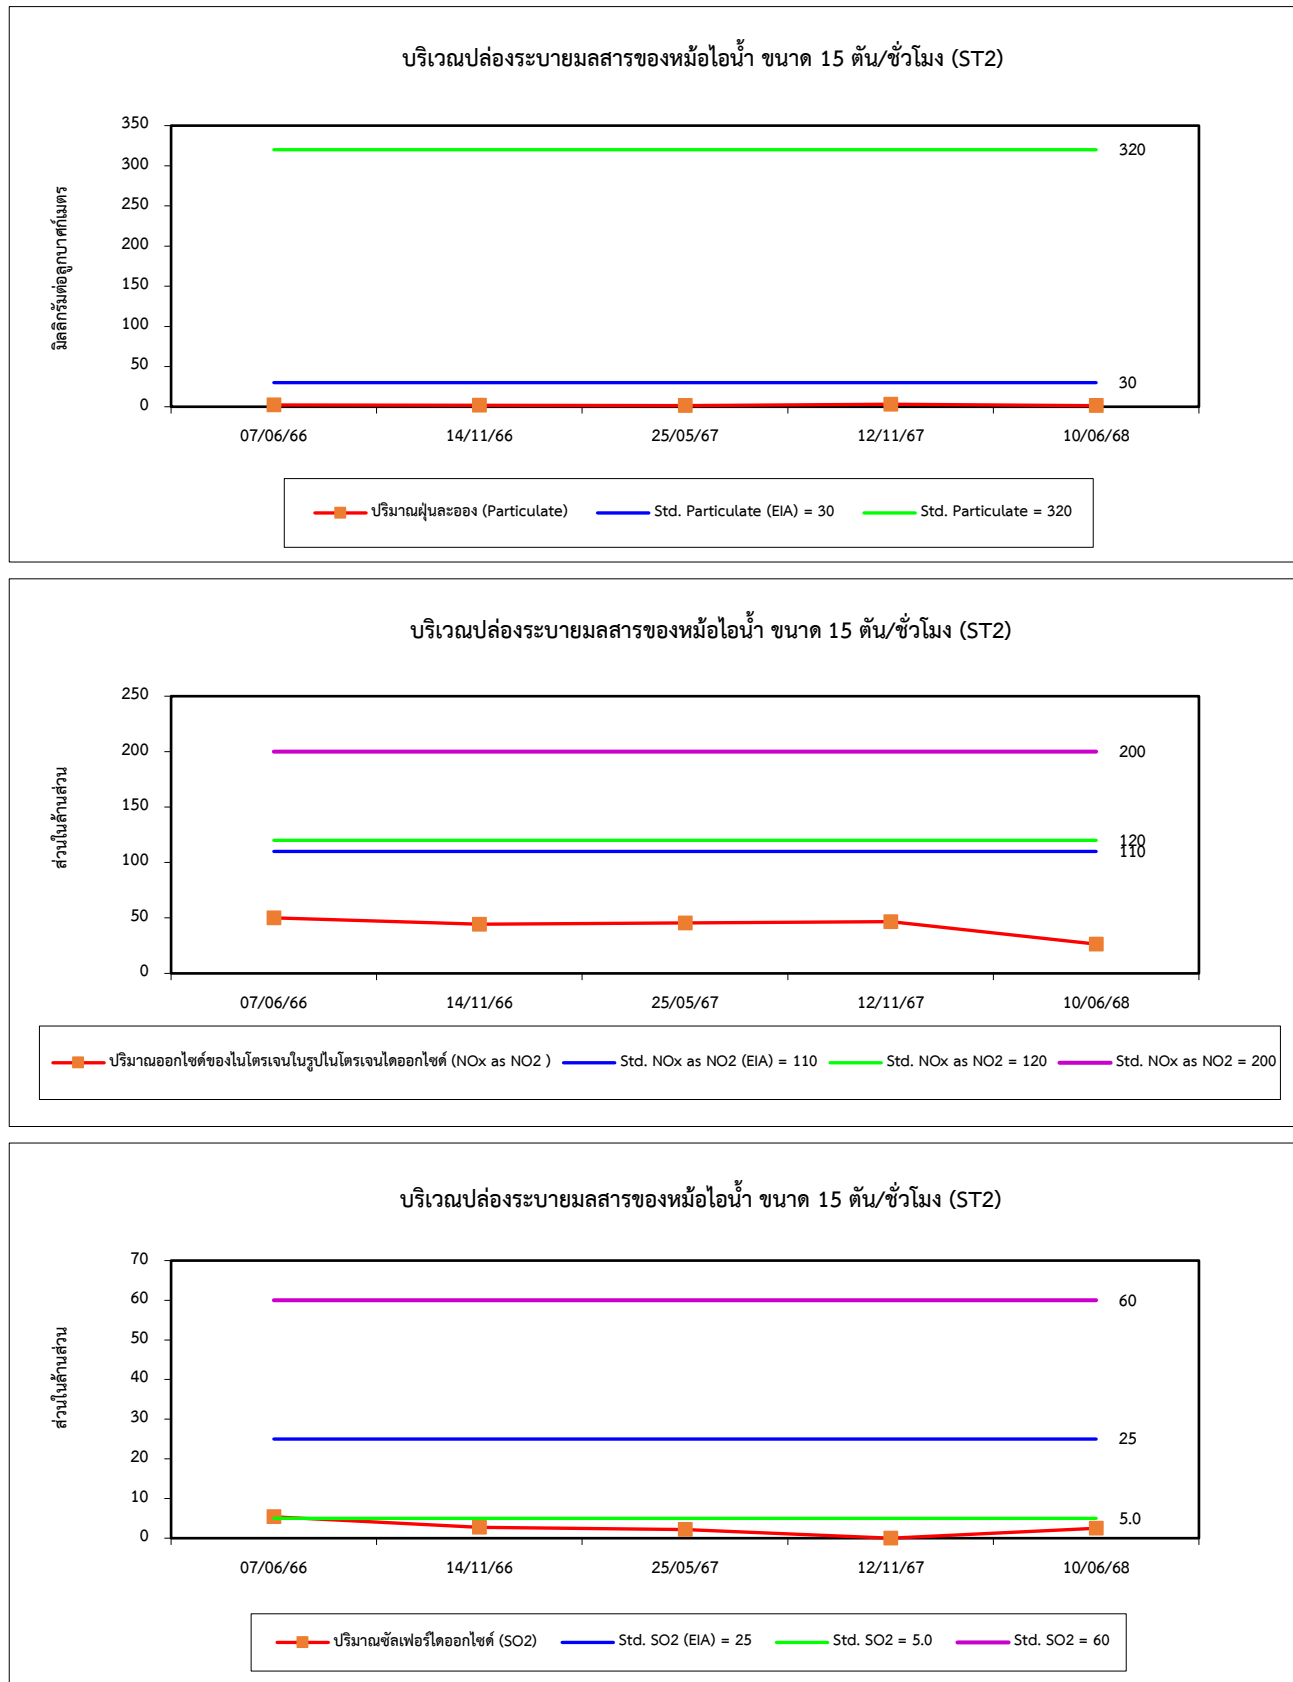 บริเวณปล่องระบายมลสารของหม้อไอน้ำ ขนาด 15 ตัน/ชั่วโมง (ST2)
มิลลิกรัมต่อลูกบาศก์เมตร
350
300
250
200
150
100
50
0
320
30
07/06/66 14/11/66 25/05/67 12/11/67 10/06/68
ปริมาณฝุ่นละออง (Particulate) Std. Particulate (EIA) = 30 Std. Particulate = 320
บริเวณปล่องระบายมลสารของหม้อไอน้ำ ขนาด 15 ตัน/ชั่วโมง (ST2)
ส่วนในล้านส่วน
250
200
150
100
50
0
200
120
110
07/06/66 14/11/66 25/05/67 12/11/67 10/06/68
ปริมาณออกไซด์ของไนโตรเจนในรูปไนโตรเจนไดออกไซด์ (NOx as NO2 ) Std. NOx as NO2 (EIA) = 110 Std. NOx as NO2 = 120 Std. NOx as NO2 = 200
บริเวณปล่องระบายมลสารของหม้อไอน้ำ ขนาด 15 ตัน/ชั่วโมง (ST2)
ส่วนในล้านส่วน
70
60
50
40
30
20
10
0
60
25
5.0
07/06/66 14/11/66 25/05/67 12/11/67 10/06/68
ปริมาณซัลเฟอร์ไดออกไซด์ (SO2) Std. SO2 (EIA) = 25 Std. SO2 = 5.0 Std. SO2 = 60